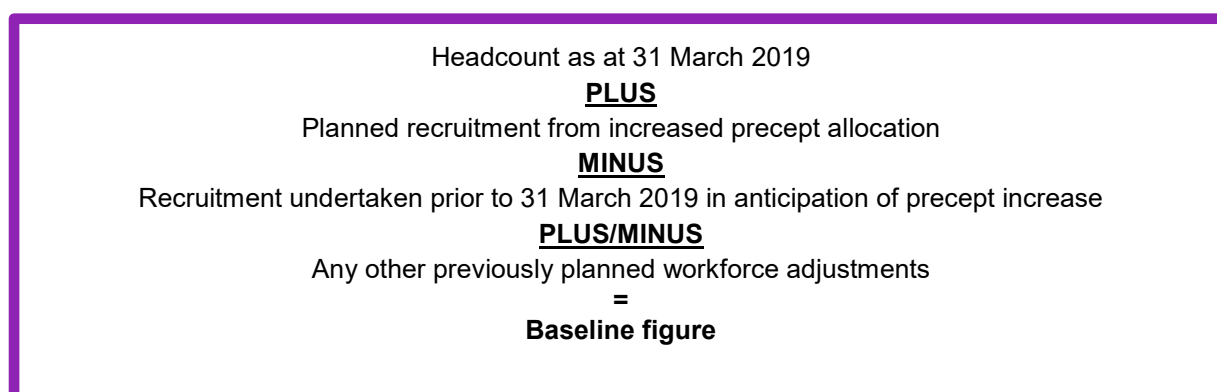 Headcount as at 31 March 2019
PLUS
Planned recruitment from increased precept allocation
MINUS
Recruitment undertaken prior to 31 March 2019 in anticipation of precept increase
PLUS/MINUS
Any other previously planned workforce adjustments
=
Baseline figure